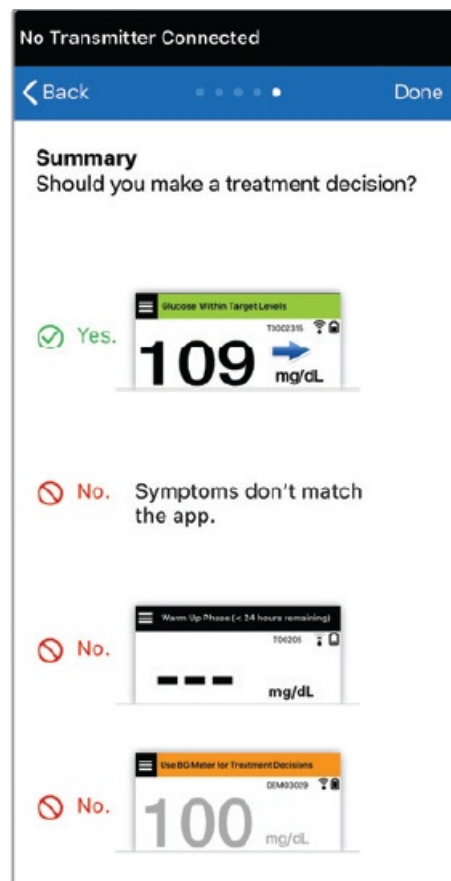 No Transmitter Connected
Back
Done
Summary
Should you make a treatment decision?
Yes.
Glucose Within Target Levels
109
mg/dL
No.
Symptoms don't match
the app.
No.
Warm Up Phase (< 24 hours remaining)
T06205
---
mg/dL
No.
Use BG Meter for Treatment Decisions
DEM03029
100
mg/dL